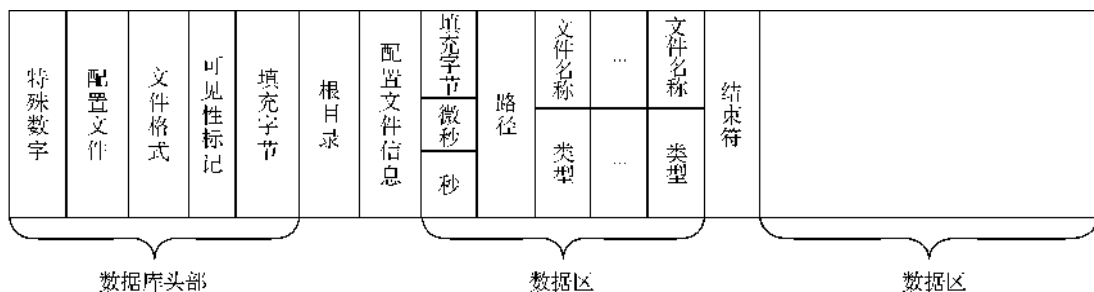 特殊数字
配置文件
文件格式
可见性标记
填充字节
根目录
配置文件信息
填充字节
微秒
秒
路径
文件名称
类型
...
...
文件名称
类型
结束符
数据库头部
数据区
数据区